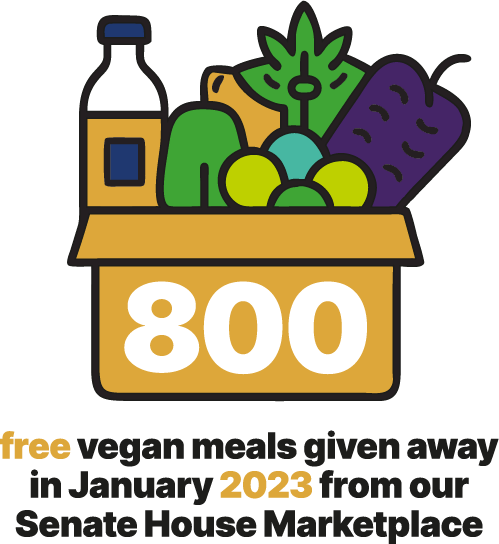 800
free vegan meals given away
in January 2023 from our
Senate House Marketplace